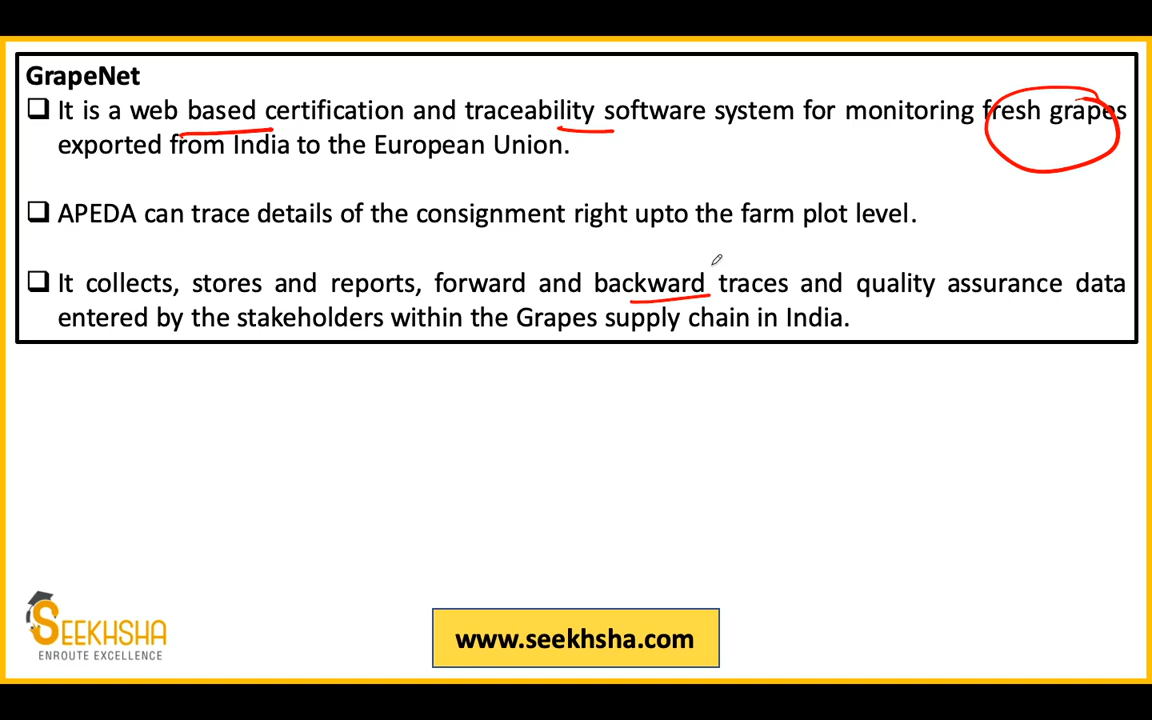 GrapeNet
❑ It is a web based certification and traceability software system for monitoring fresh grapes
exported from India to the European Union.
❑ APEDA can trace details of the consignment right upto the farm plot level.
❑ It collects, stores and reports, forward and backward traces and quality assurance data
entered by the stakeholders within the Grapes supply chain in India.
SEEKHSHA
ENROUTE EXCELLENCE
www.seekhsha.com